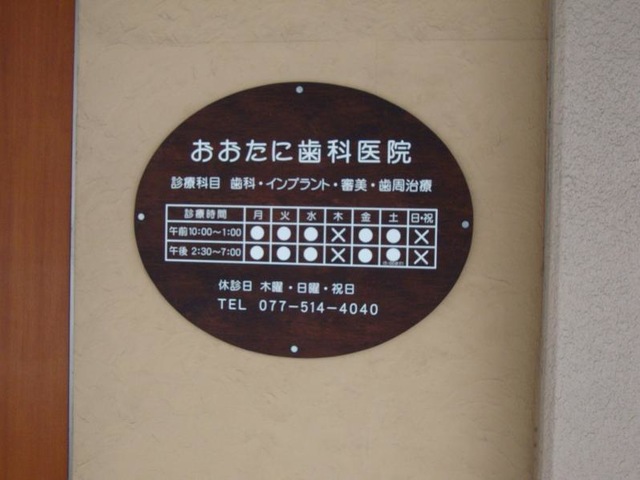 おおたに歯科医院
診療科目 歯科・インプラント・審美・歯周治療
診療時間 月 火 水 木 金 土 日・祝
午前10:00～1:00 ● ● ● × ● ● ×
午後 2:30～7:00 ● ● ● × ● ● ×
休診日 木曜・日曜・祝日
TEL 077-514-4040